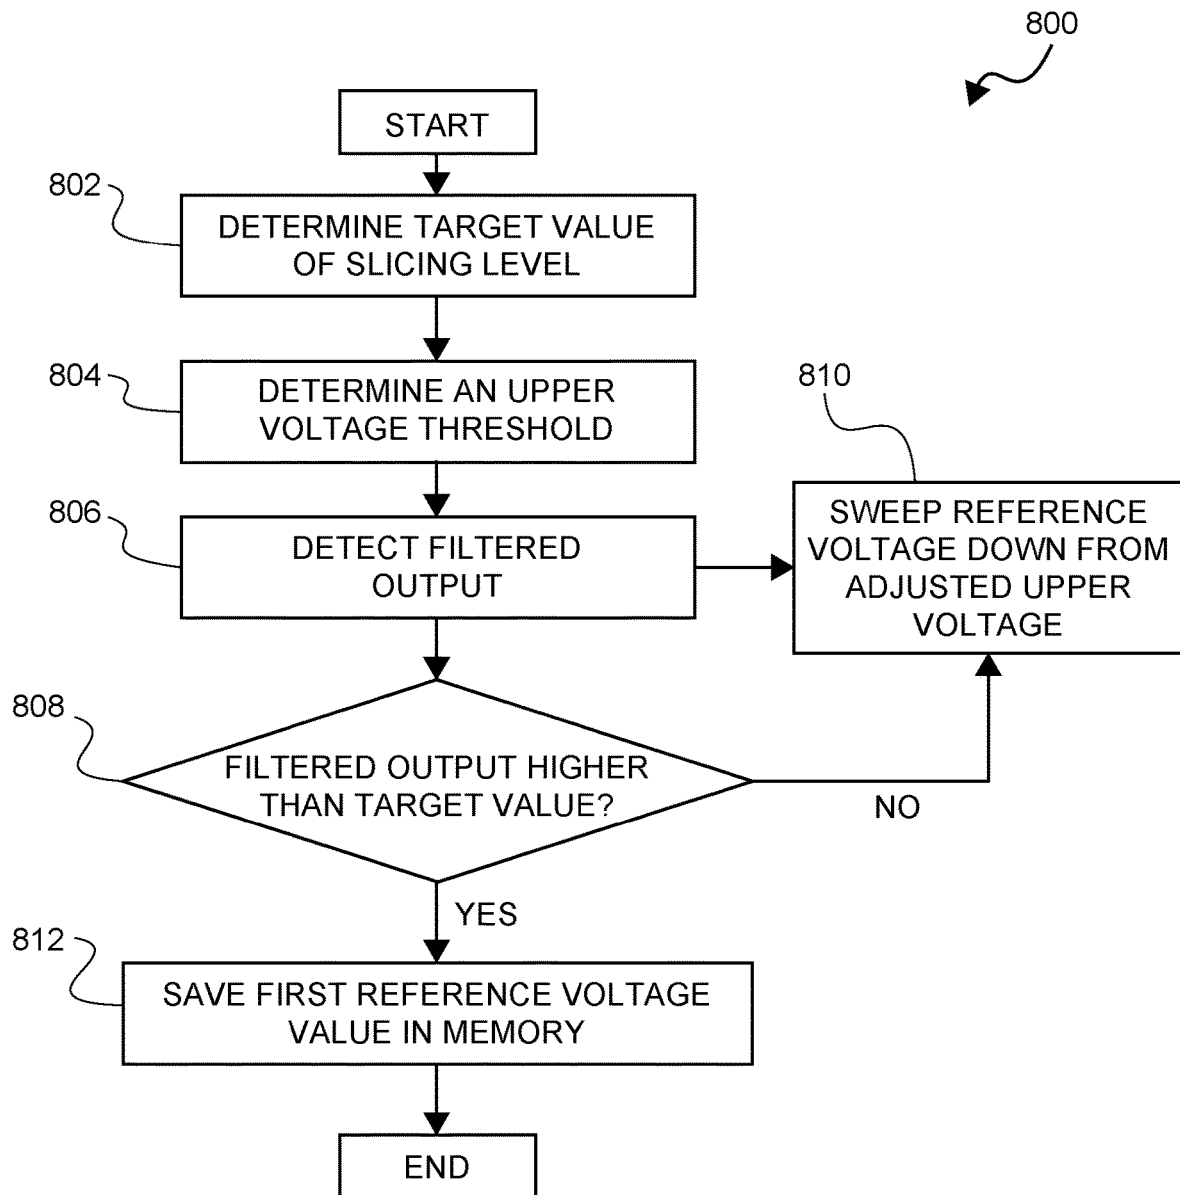 800
START
802
DETERMINE TARGET VALUE
OF SLICING LEVEL
804
DETERMINE AN UPPER
VOLTAGE THRESHOLD
810
806
DETECT FILTERED
OUTPUT
SWEEP REFERENCE
VOLTAGE DOWN FROM
ADJUSTED UPPER
VOLTAGE
808
FILTERED OUTPUT HIGHER
THAN TARGET VALUE?
NO
YES
812
SAVE FIRST REFERENCE VOLTAGE
VALUE IN MEMORY
END